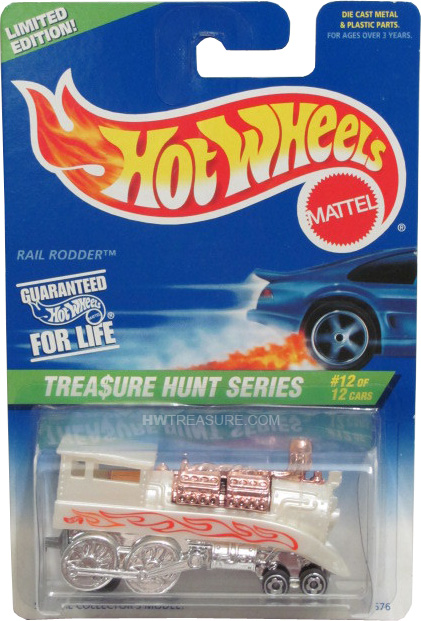 LIMITED
EDITION!
DIE CAST METAL
& PLASTIC PARTS.
FOR AGES OVER 3 YEARS.
HOT WHEELS
MATTEL
®
RAIL RODDER™
GUARANTEED
Hot Wheels
FOR LIFE
TREA$URE HUNT SERIES
#12 OF
12 CARS
HWTREASURE.COM
COLLECTOR'S MODEL